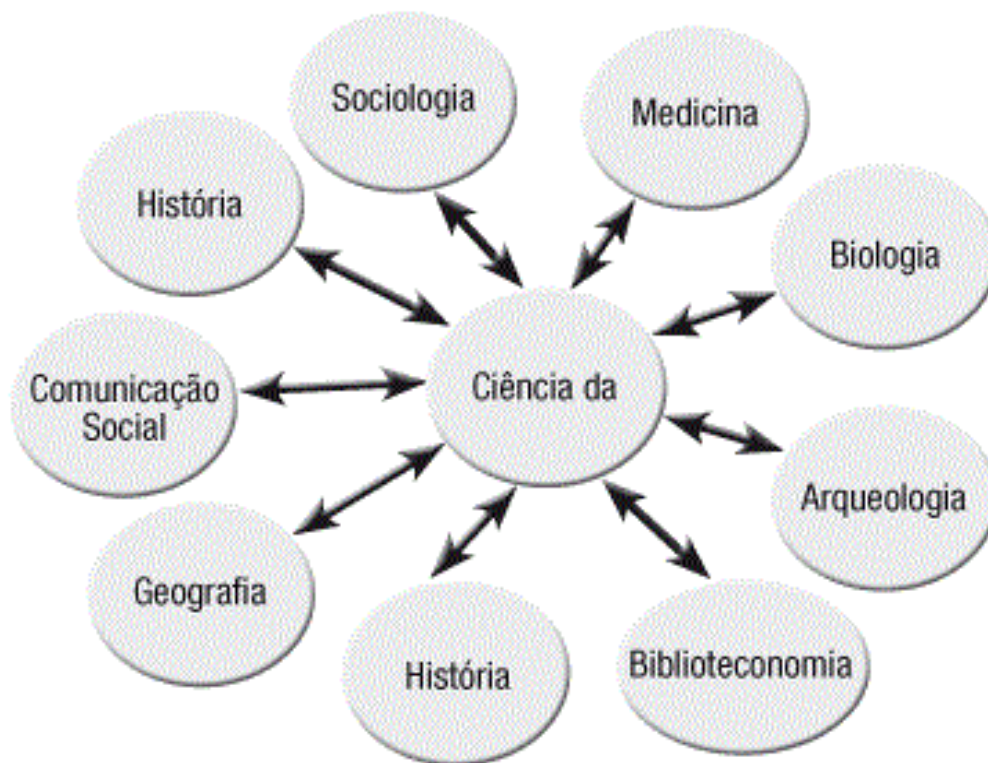 Sociologia
Medicina
História
Biologia
Comunicação
Social
Ciência da
Arqueologia
Geografia
História
Biblioteconomia